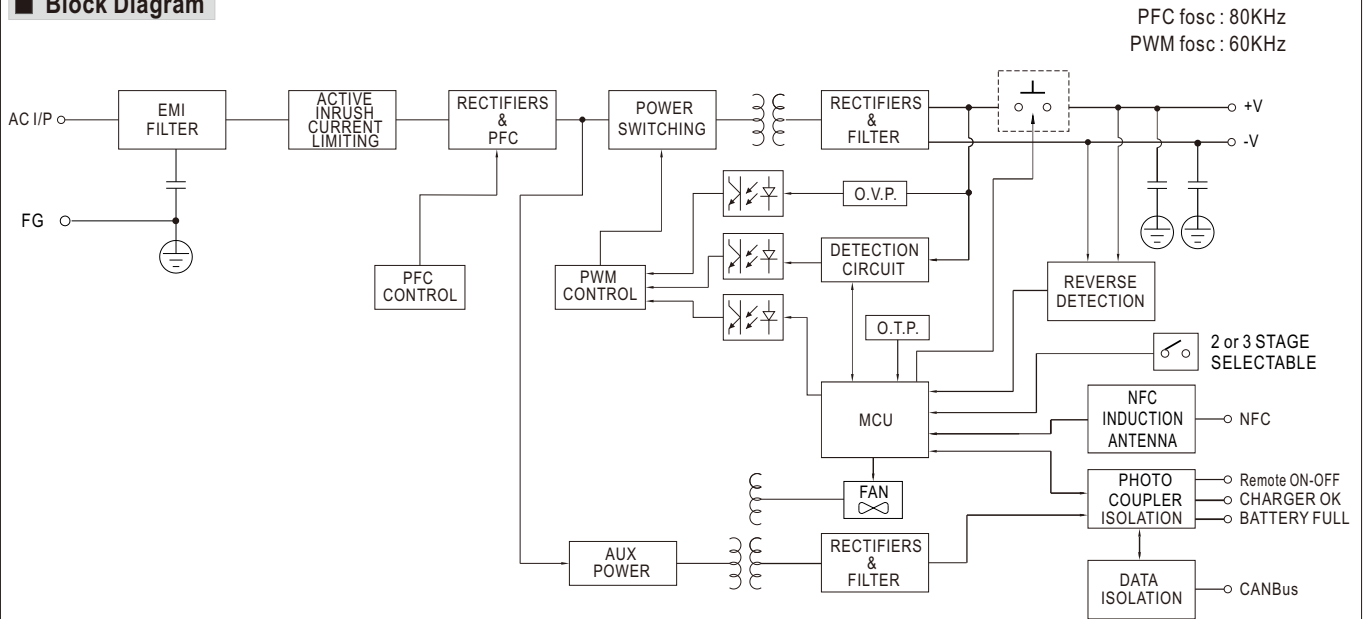 ■ Block Diagram
PFC fosc : 80KHz
PWM fosc : 60KHz
AC I/P
EMI
FILTER
ACTIVE
INRUSH
CURRENT
LIMITING
RECTIFIERS
&
PFC
POWER
SWITCHING
RECTIFIERS
&
FILTER
+V
-V
FG
O.V.P.
PFC
CONTROL
PWM
CONTROL
DETECTION
CIRCUIT
REVERSE
DETECTION
O.T.P.
2 or 3 STAGE
SELECTABLE
MCU
NFC
INDUCTION
ANTENNA
NFC
FAN
PHOTO
COUPLER
ISOLATION
Remote ON-OFF
CHARGER OK
BATTERY FULL
AUX
POWER
RECTIFIERS
&
FILTER
DATA
ISOLATION
CANBus